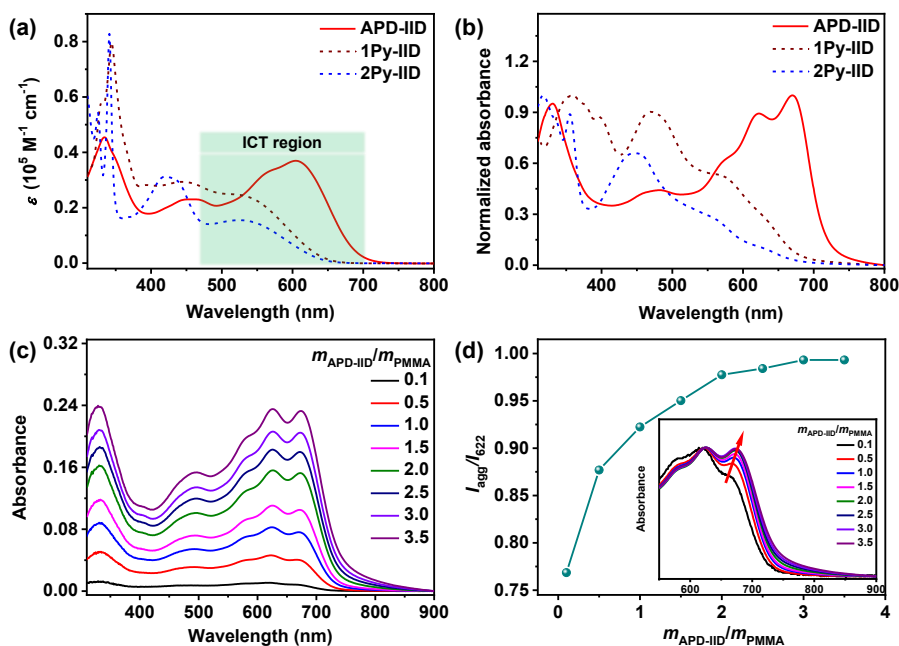 (a)
APD-IID
1Py-IID
2Py-IID
ICT region
ε (10⁵ M⁻¹ cm⁻¹)
0.8
0.6
0.4
0.2
0.0
400 500 600 700 800
Wavelength (nm)
(b)
APD-IID
1Py-IID
2Py-IID
Normalized absorbance
1.2
0.9
0.6
0.3
0.0
400 500 600 700 800
Wavelength (nm)
(c)
m_APD-IID/m_PMMA
0.1
0.5
1.0
1.5
2.0
2.5
3.0
3.5
Absorbance
0.32
0.24
0.16
0.08
0.00
400 500 600 700 800 900
Wavelength (nm)
(d)
I_agg/I_622
1.00
0.95
0.90
0.85
0.80
0.75
0 1 2 3 4
m_APD-IID/m_PMMA
m_APD-IID/m_PMMA
0.1
0.5
1.0
1.5
2.0
2.5
3.0
3.5
Absorbance
600 700 800 900